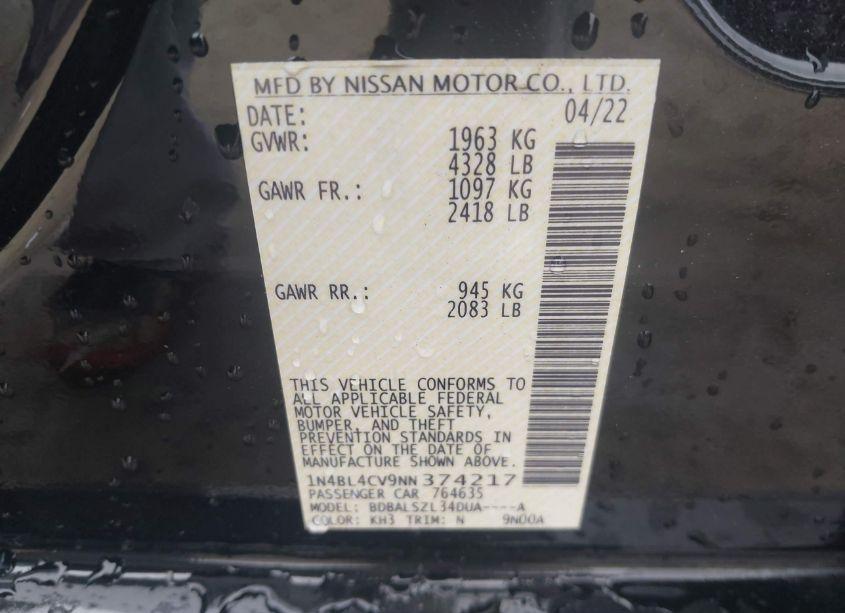 MFD BY NISSAN MOTOR CO., LTD.
DATE: 04/22
GVWR: 1963 KG
4328 LB
GAWR FR.: 1097 KG
2418 LB
GAWR RR.: 945 KG
2083 LB
THIS VEHICLE CONFORMS TO
ALL APPLICABLE FEDERAL
MOTOR VEHICLE SAFETY,
BUMPER, AND THEFT
PREVENTION STANDARDS IN
EFFECT ON THE DATE OF
MANUFACTURE SHOWN ABOVE.
1N4BL4CV9NN374217
PASSENGER CAR 764635
MODEL: BDBALSZL34DUA----A
COLOR: KH3 TRIM: N 9N00A